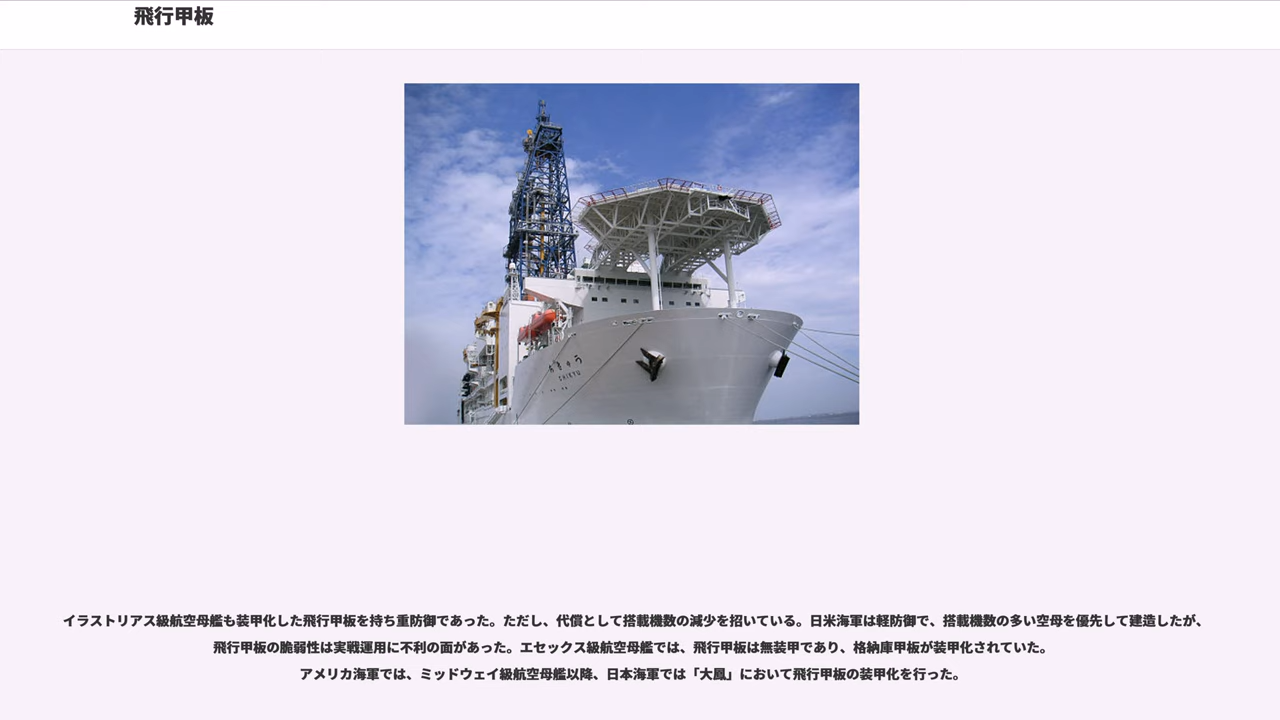 飛行甲板
ちきゅう
CHIKYU
イラストリアス級航空母艦も装甲化した飛行甲板を持ち重防御であった。ただし、代償として搭載機数の減少を招いている。日米海軍は軽防御で、搭載機数の多い空母を優先して建造したが、
飛行甲板の脆弱性は実戦運用に不利の面があった。エセックス級航空母艦では、飛行甲板は無装甲であり、格納庫甲板が装甲化されていた。
アメリカ海軍では、ミッドウェイ級航空母艦以降、日本海軍では「大鳳」において飛行甲板の装甲化を行った。